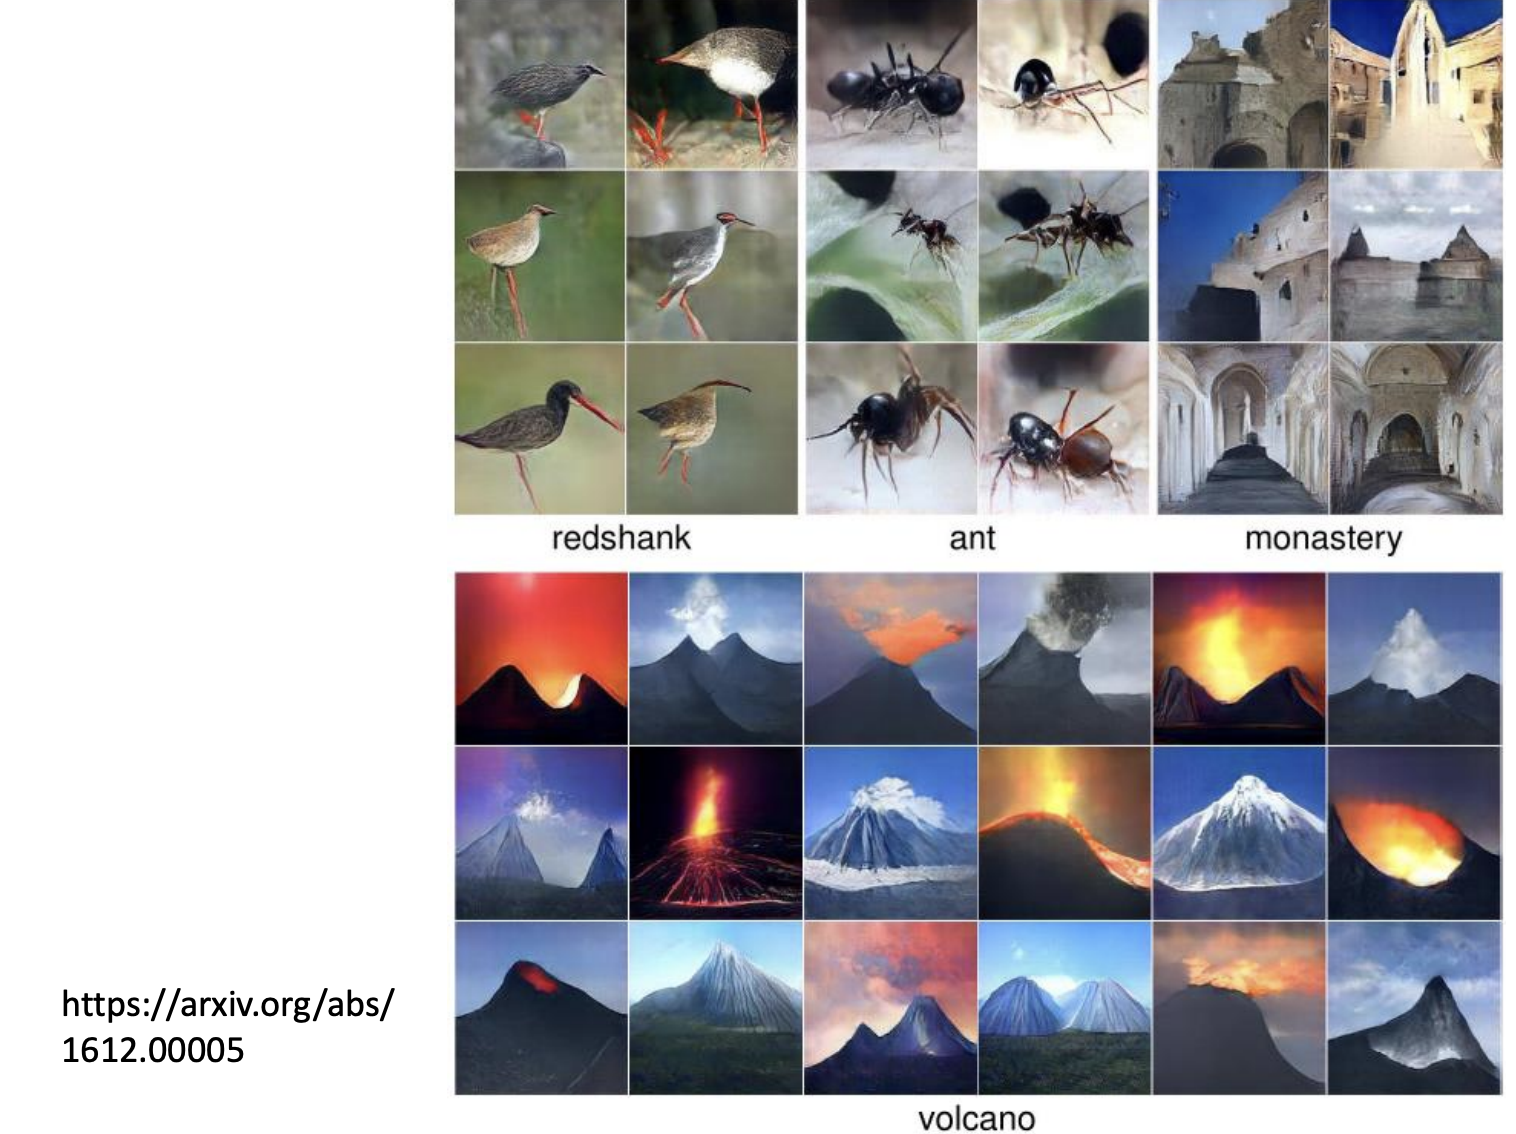 redshank
ant
monastery
volcano
https://arxiv.org/abs/
1612.00005